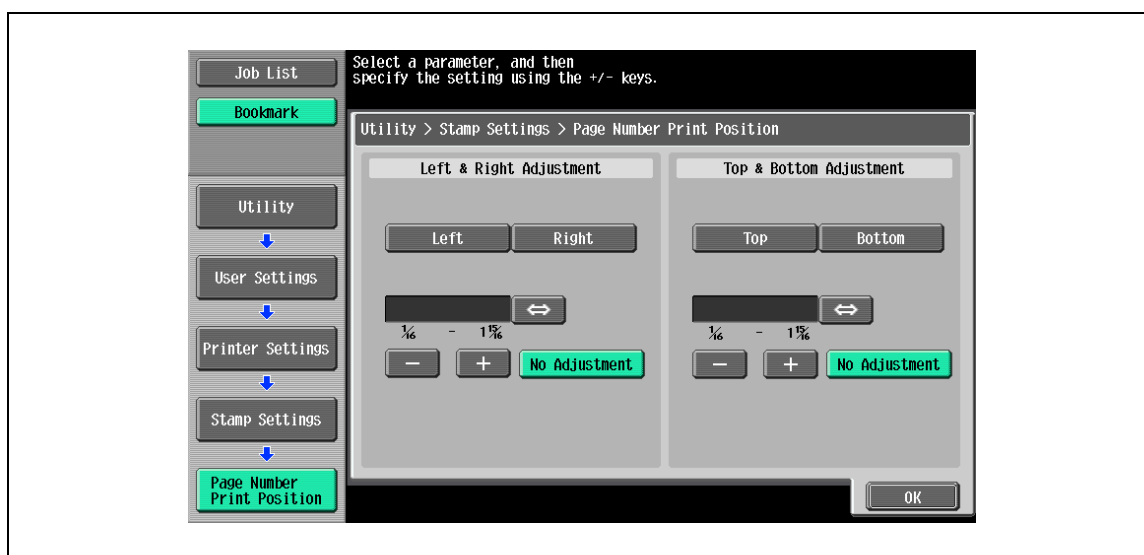 Job List
Bookmark
Select a parameter, and then
specify the setting using the +/- keys.
Utility > Stamp Settings > Page Number Print Position
Utility
User Settings
Printer Settings
Stamp Settings
Page Number
Print Position
Left & Right Adjustment
Left Right
1/16 - 1 15/16
- + No Adjustment
Top & Bottom Adjustment
Top Bottom
1/16 - 1 15/16
- + No Adjustment
OK